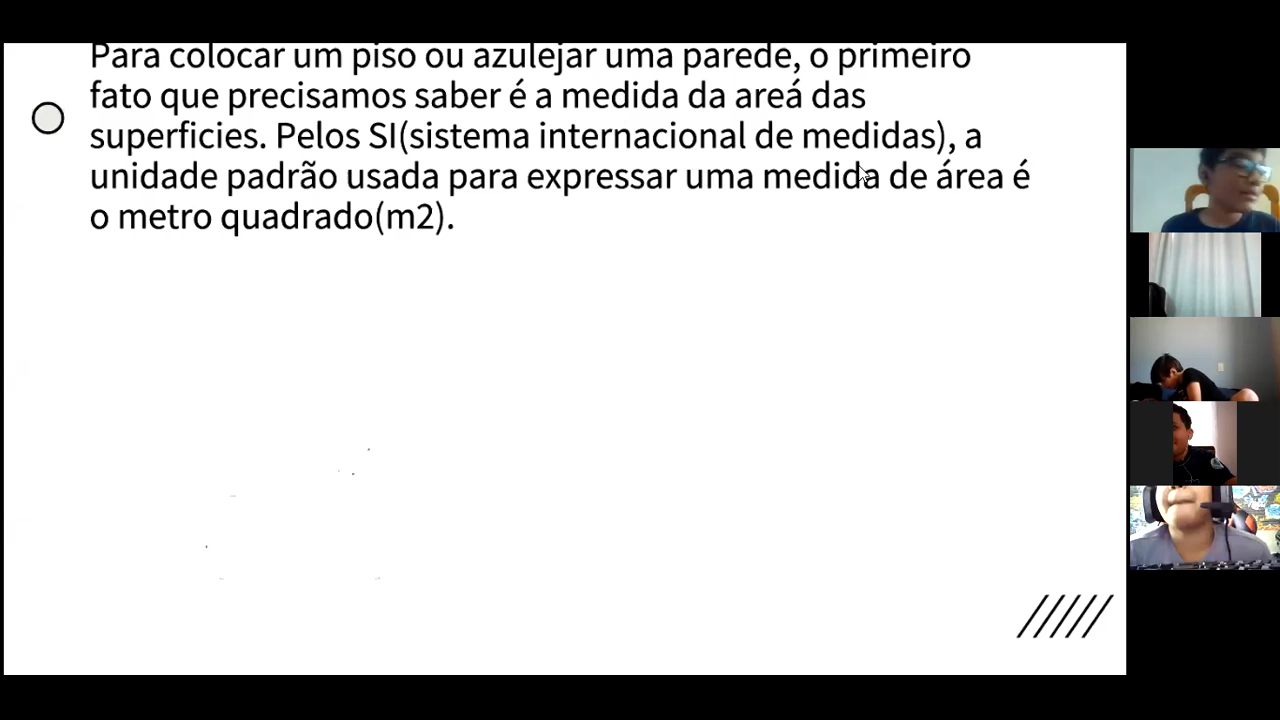 Para colocar um piso ou azulejar uma parede, o primeiro
fato que precisamos saber é a medida da areá das
superficies. Pelos SI(sistema internacional de medidas), a
unidade padrão usada para expressar uma medida de área é
o metro quadrado(m2).